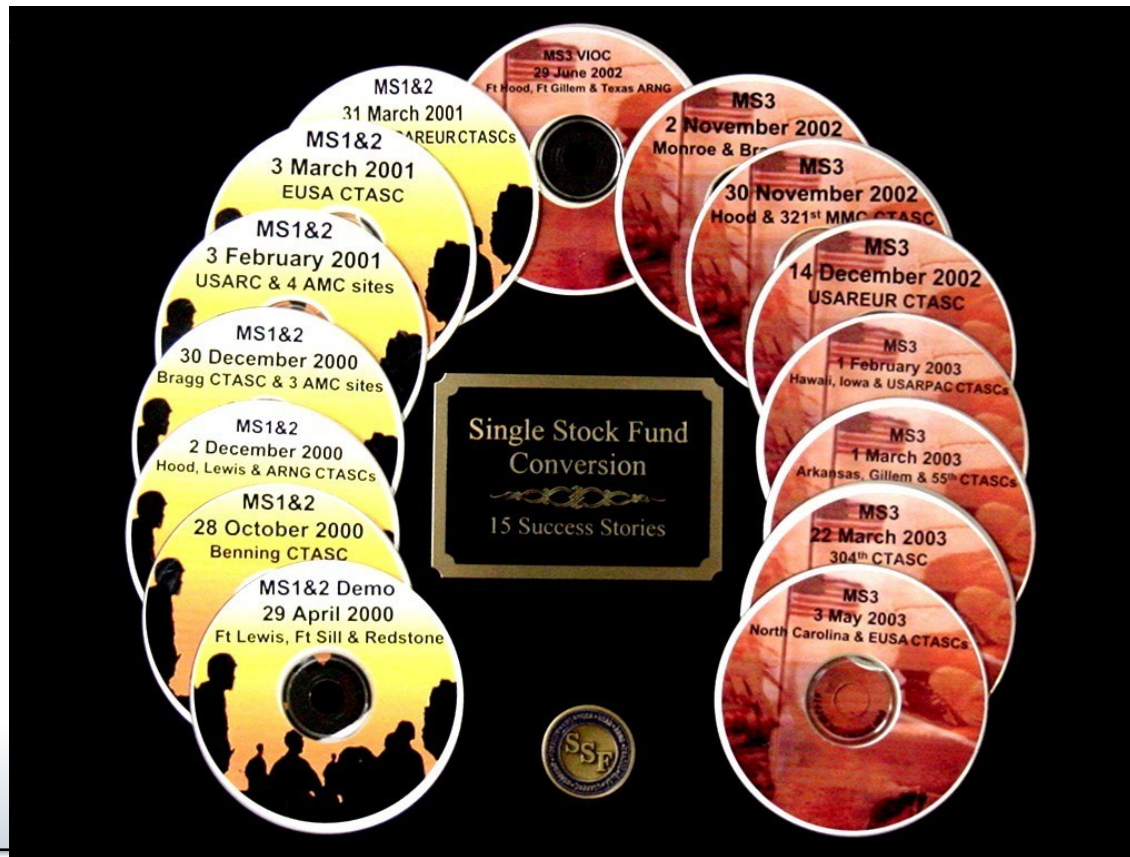 MS1&2 Demo
29 April 2000
Ft Lewis, Ft Sill & Redstone
MS1&2
28 October 2000
Benning CTASC
MS1&2
2 December 2000
Hood, Lewis & ARNG CTASCs
MS1&2
30 December 2000
Bragg CTASC & 3 AMC sites
MS1&2
3 February 2001
USARC & 4 AMC sites
MS1&2
3 March 2001
EUSA CTASC
MS1&2
31 March 2001
CTASCs
MS3 VIOC
29 June 2002
Ft Hood, Ft Gillem & Texas ARNG
MS3
2 November 2002
Monroe &
MS3
30 November 2002
Hood & 321st MMC CTASC
MS3
14 December 2002
USAREUR CTASC
MS3
1 February 2003
Hawaii, Iowa & USARPAC CTASCs
MS3
1 March 2003
Arkansas, Gillem & 55th CTASCs
MS3
22 March 2003
304th CTASC
MS3
3 May 2003
North Carolina & EUSA CTASCs
Single Stock Fund
Conversion
15 Success Stories
SSF